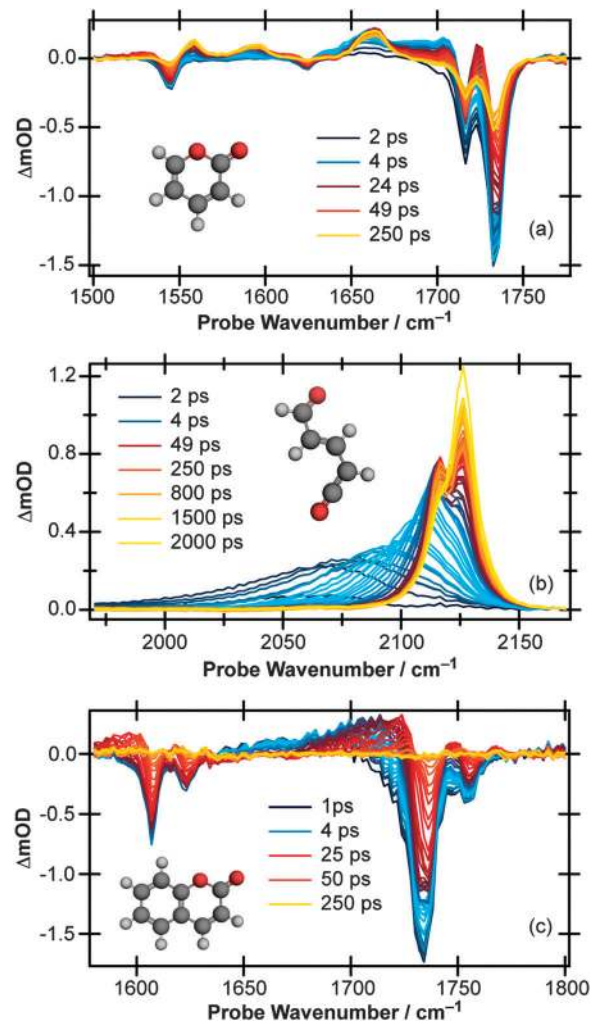 0.0
-0.5
-1.0
-1.5
ΔmOD
2 ps
4 ps
24 ps
49 ps
250 ps
(a)
1500 1550 1600 1650 1700 1750
Probe Wavenumber / cm⁻¹
1.2
0.8
0.4
0.0
ΔmOD
2 ps
4 ps
49 ps
250 ps
800 ps
1500 ps
2000 ps
(b)
2000 2050 2100 2150
Probe Wavenumber / cm⁻¹
0.0
-0.5
-1.0
-1.5
ΔmOD
1ps
4 ps
25 ps
50 ps
250 ps
(c)
1600 1650 1700 1750 1800
Probe Wavenumber / cm⁻¹